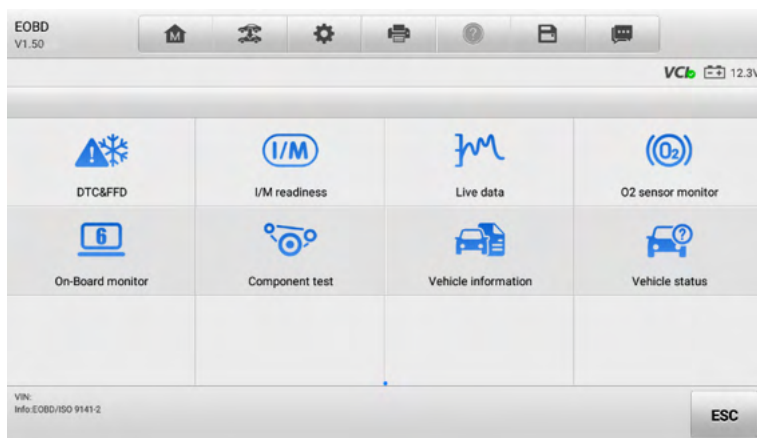 EOBD
V1.50
M
?
VCI
12.3V
I/M
O2
DTC&FFD
I/M readiness
Live data
O2 sensor monitor
6
?
On-Board monitor
Component test
Vehicle information
Vehicle status
VIN:
Info:EOBD/ISO 9141-2
ESC